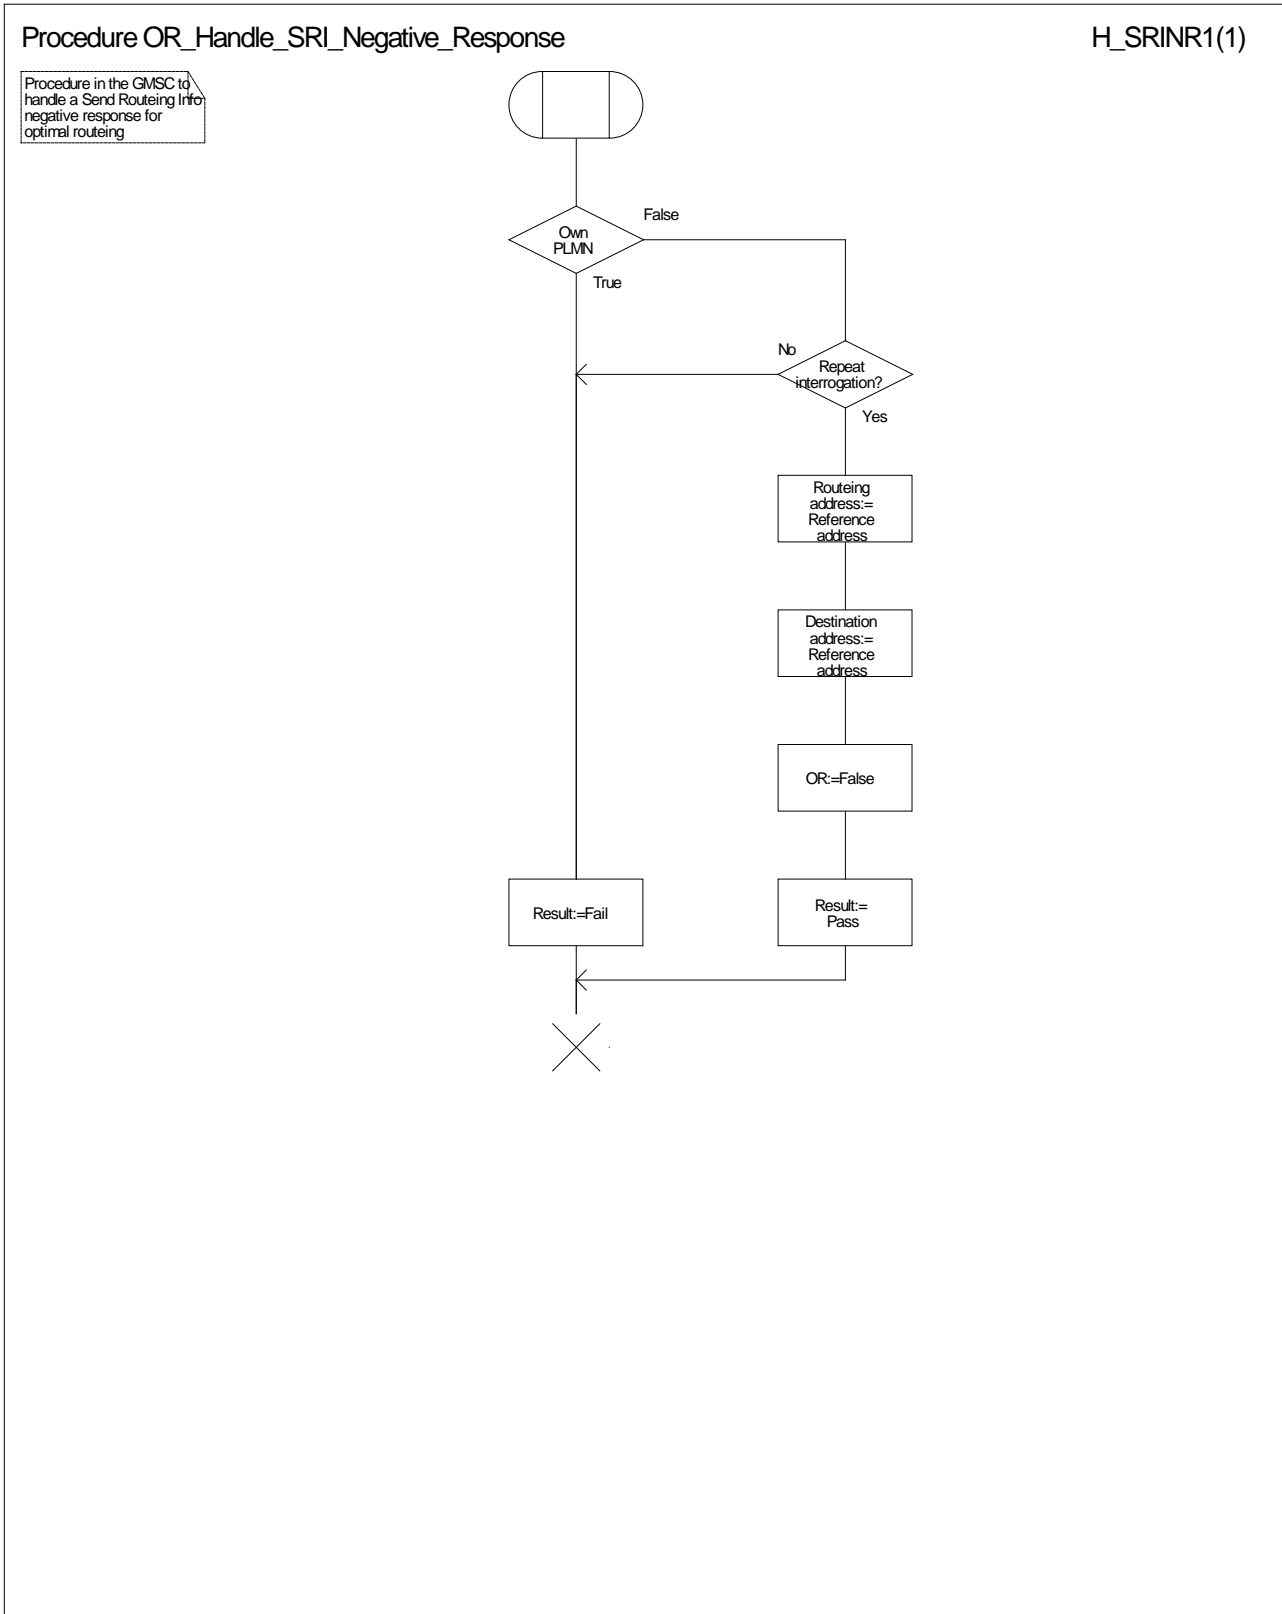 Procedure OR_Handle_SRI_Negative_Response
H_SRINR1(1)
Procedure in the GMSC to
handle a Send Routeing Info
negative response for
optimal routeing
False
Own
PLMN
True
No
Repeat
interrogation?
Yes
Routeing
address:=
Reference
address
Destination
address:=
Reference
address
OR:=False
Result:=Fail
Result:=
Pass